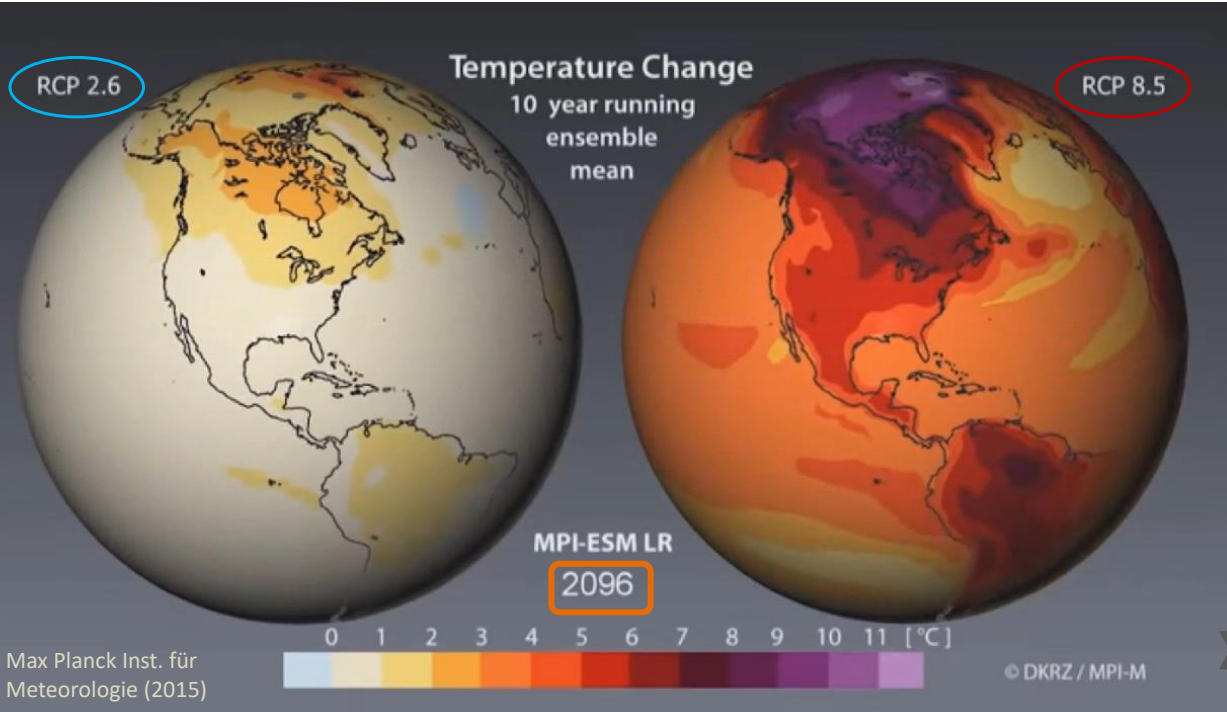 RCP 2.6
Temperature Change
10 year running
ensemble
mean
RCP 8.5
MPI-ESM LR
2096
0 1 2 3 4 5 6 7 8 9 10 11 [°C]
Max Planck Inst. für
Meteorologie (2015)
© DKRZ / MPI-M